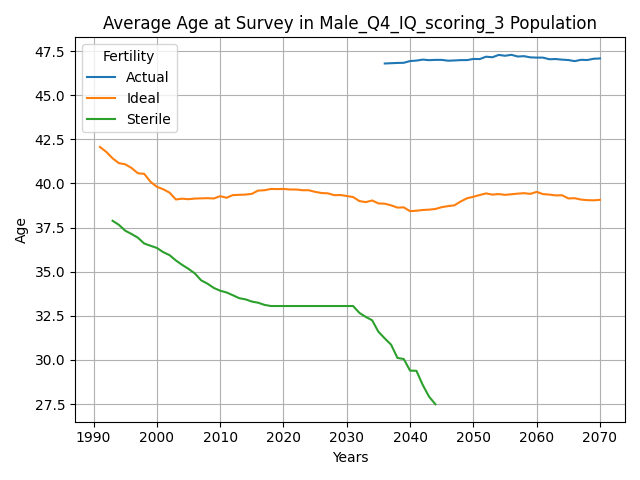 Average Age at Survey in Male_Q4_IQ_scoring_3 Population
Fertility
Actual
Ideal
Sterile
Age
47.5
45.0
42.5
40.0
37.5
35.0
32.5
30.0
27.5
1990 2000 2010 2020 2030 2040 2050 2060 2070
Years